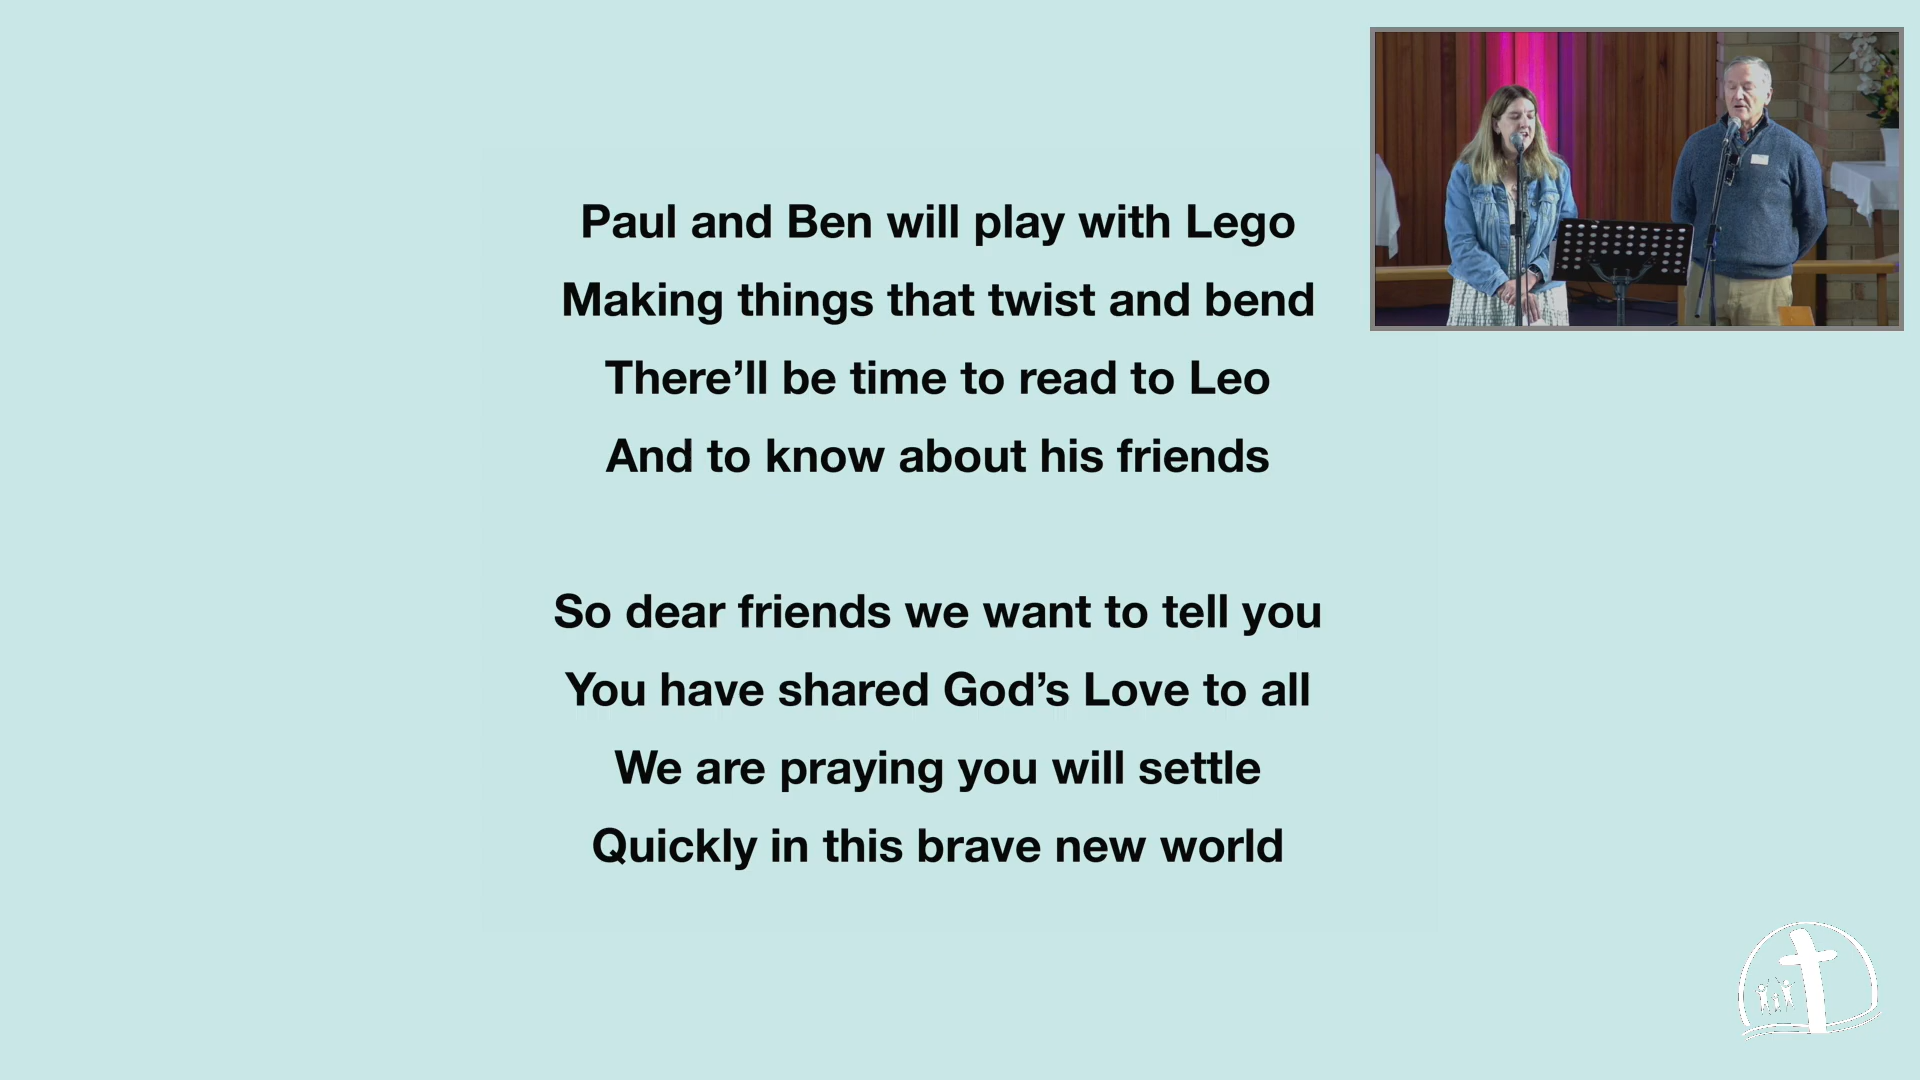 Paul and Ben will play with Lego
Making things that twist and bend
There’ll be time to read to Leo
And to know about his friends
So dear friends we want to tell you
You have shared God’s Love to all
We are praying you will settle
Quickly in this brave new world